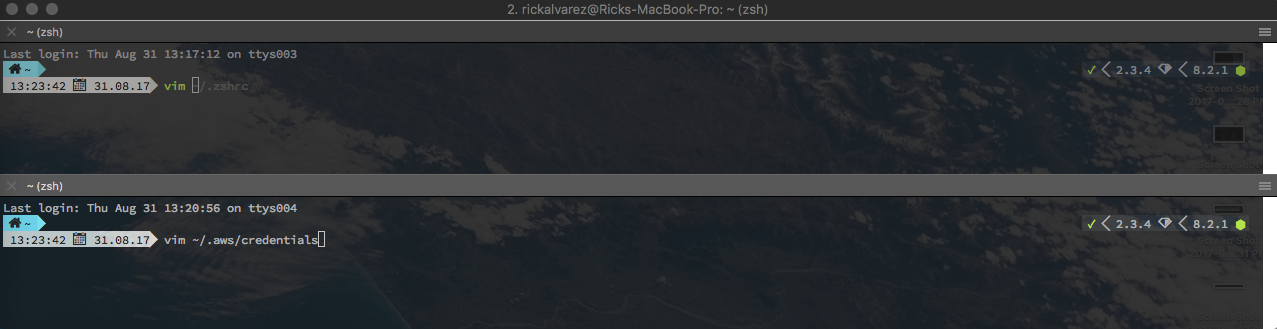 2. rickalvarez@Ricks-MacBook-Pro: ~ (zsh)
~ (zsh)
Last login: Thu Aug 31 13:17:12 on ttys003
~
✓ 2.3.4 8.2.1
13:23:42 31.08.17 vim ~/.zshrc
Screen Shot
2017-0
~ (zsh)
Last login: Thu Aug 31 13:20:56 on ttys004
~
✓ 2.3.4 8.2.1
13:23:42 31.08.17 vim ~/.aws/credentials
Screen Shot
Screen Shot